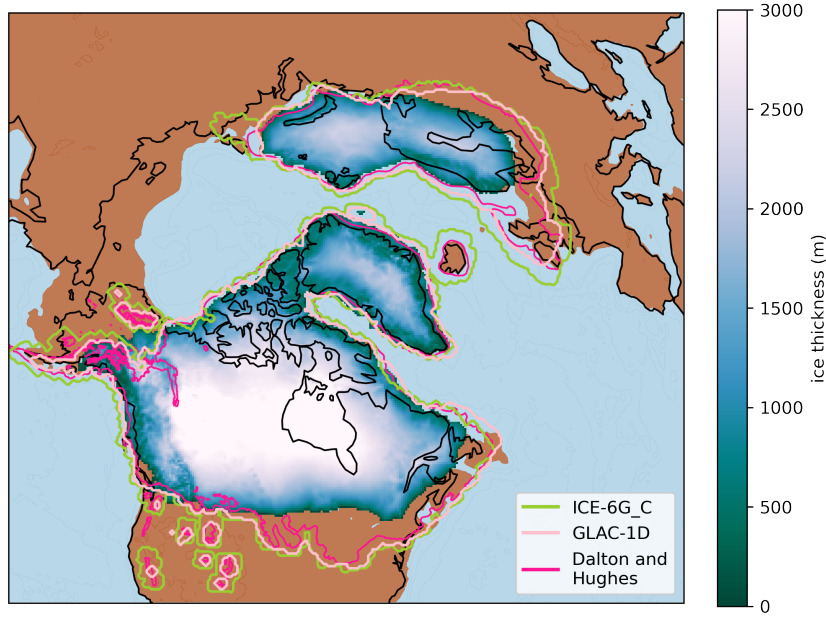 3000
2500
2000
1500
1000
500
0
ice thickness (m)
ICE-6G_C
GLAC-1D
Dalton and
Hughes